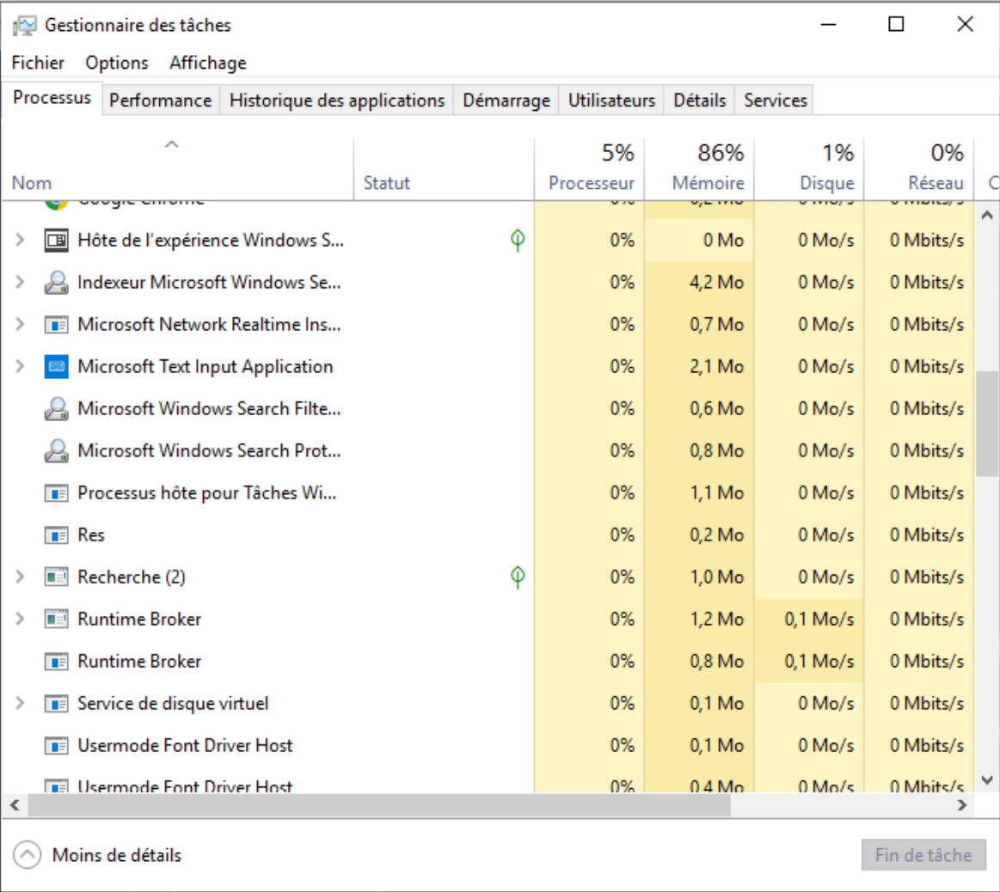 Gestionnaire des tâches
Fichier Options Affichage
Processus Performance Historique des applications Démarrage Utilisateurs Détails Services
5% 86% 1% 0%
Nom Statut Processeur Mémoire Disque Réseau C
Google Chrome 0% 0,2 Mo 0 Mo/s 0 Mbits/s
Hôte de l'expérience Windows S... 0% 0 Mo 0 Mo/s 0 Mbits/s
Indexeur Microsoft Windows Se... 0% 4,2 Mo 0 Mo/s 0 Mbits/s
Microsoft Network Realtime Ins... 0% 0,7 Mo 0 Mo/s 0 Mbits/s
Microsoft Text Input Application 0% 2,1 Mo 0 Mo/s 0 Mbits/s
Microsoft Windows Search Filte... 0% 0,6 Mo 0 Mo/s 0 Mbits/s
Microsoft Windows Search Prot... 0% 0,8 Mo 0 Mo/s 0 Mbits/s
Processus hôte pour Tâches Wi... 0% 1,1 Mo 0 Mo/s 0 Mbits/s
Res 0% 0,2 Mo 0 Mo/s 0 Mbits/s
Recherche (2) 0% 1,0 Mo 0 Mo/s 0 Mbits/s
Runtime Broker 0% 1,2 Mo 0,1 Mo/s 0 Mbits/s
Runtime Broker 0% 0,8 Mo 0,1 Mo/s 0 Mbits/s
Service de disque virtuel 0% 0,1 Mo 0 Mo/s 0 Mbits/s
Usermode Font Driver Host 0% 0,1 Mo 0 Mo/s 0 Mbits/s
Usermode Font Driver Host 0% 0,4 Mo 0 Mo/s 0 Mbits/s
Moins de détails Fin de tâche